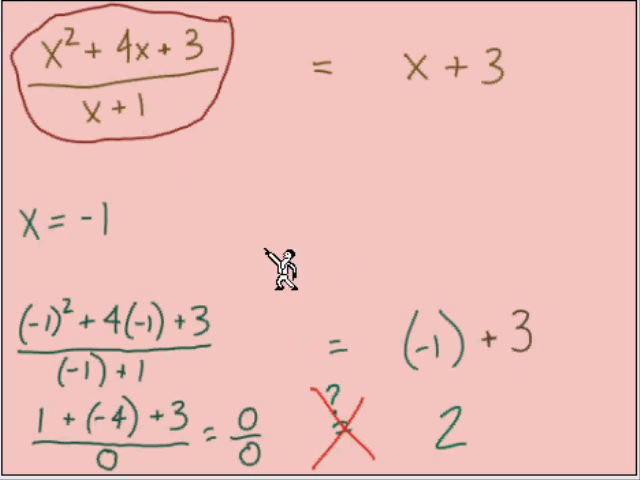 x² + 4x + 3 / x + 1 = x + 3
x = -1
(-1)² + 4(-1) + 3 / (-1) + 1 = (-1) + 3
1 + (-4) + 3 / 0 = 0 / 0 ≟ 2